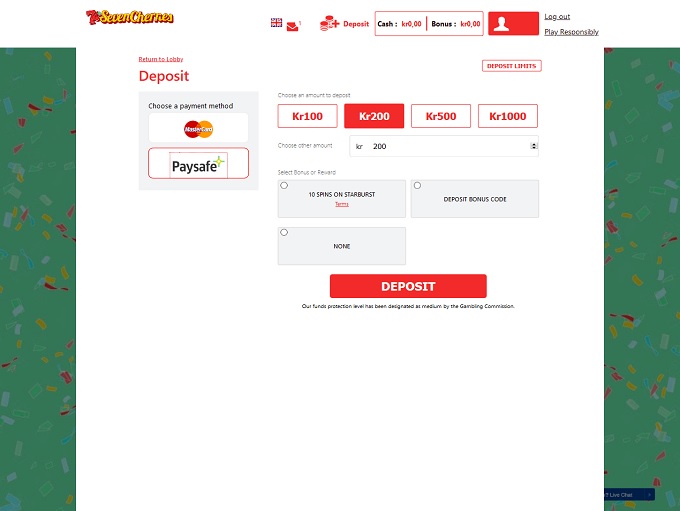 SevenCherries
1
Deposit
Cash : kr0,00
Bonus : kr0,00
Log out
Play Responsibly
Return to Lobby
Deposit
DEPOSIT LIMITS
Choose a payment method
MasterCard
Paysafe
Choose an amount to deposit
Kr100
Kr200
Kr500
Kr1000
Choose other amount
kr 200
Select Bonus or Reward
10 SPINS ON STARBURST
Terms
DEPOSIT BONUS CODE
NONE
DEPOSIT
Our funds protection level has been designated as medium by the Gambling Commission.
? Live Chat